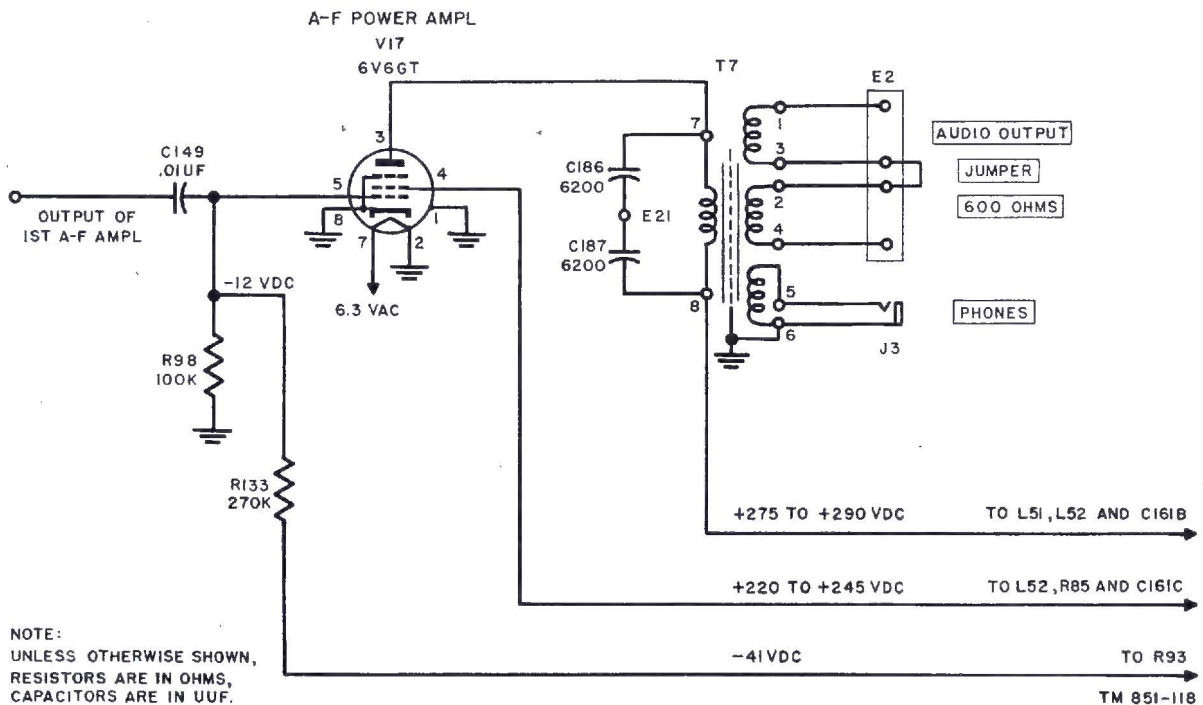 A-F POWER AMPL
V17
6V6GT
T7
E2
3
7
1
3
AUDIO OUTPUT
C149
.01UF
5
4
C186
6200
JUMPER
2
600 OHMS
OUTPUT OF
1ST A-F AMPL
8
1
E21
7
2
C187
6200
4
-12 VDC
6.3 VAC
8
5
PHONES
6
J3
R98
100K
R133
270K
+275 TO +290 VDC
TO L51, L52 AND C161B
+220 TO +245 VDC
TO L52, R85 AND C161C
NOTE:
UNLESS OTHERWISE SHOWN,
RESISTORS ARE IN OHMS,
CAPACITORS ARE IN UUF.
-41VDC
TO R93
TM 851-118